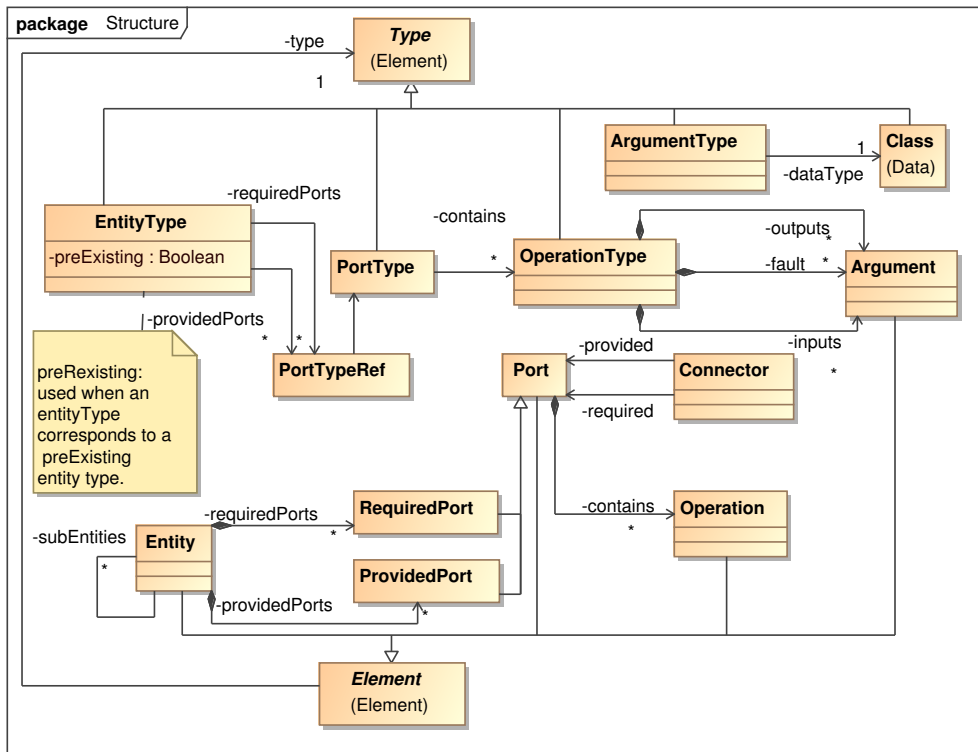 package Structure
Type
(Element)
-type
1
ArgumentType
Class
(Data)
1
-dataType
-requiredPorts
EntityType
-preExisting : Boolean
-contains
*
PortType
OperationType
-outputs
*
-fault
*
Argument
-providedPorts
*
*
PortTypeRef
-inputs
*
-provided
Port
Connector
-required
preRexisting:
used when an
entityType
corresponds to a
preExisting
entity type.
-requiredPorts
*
RequiredPort
-contains
*
Operation
-subEntities
*
Entity
ProvidedPort
-providedPorts
*
Element
(Element)